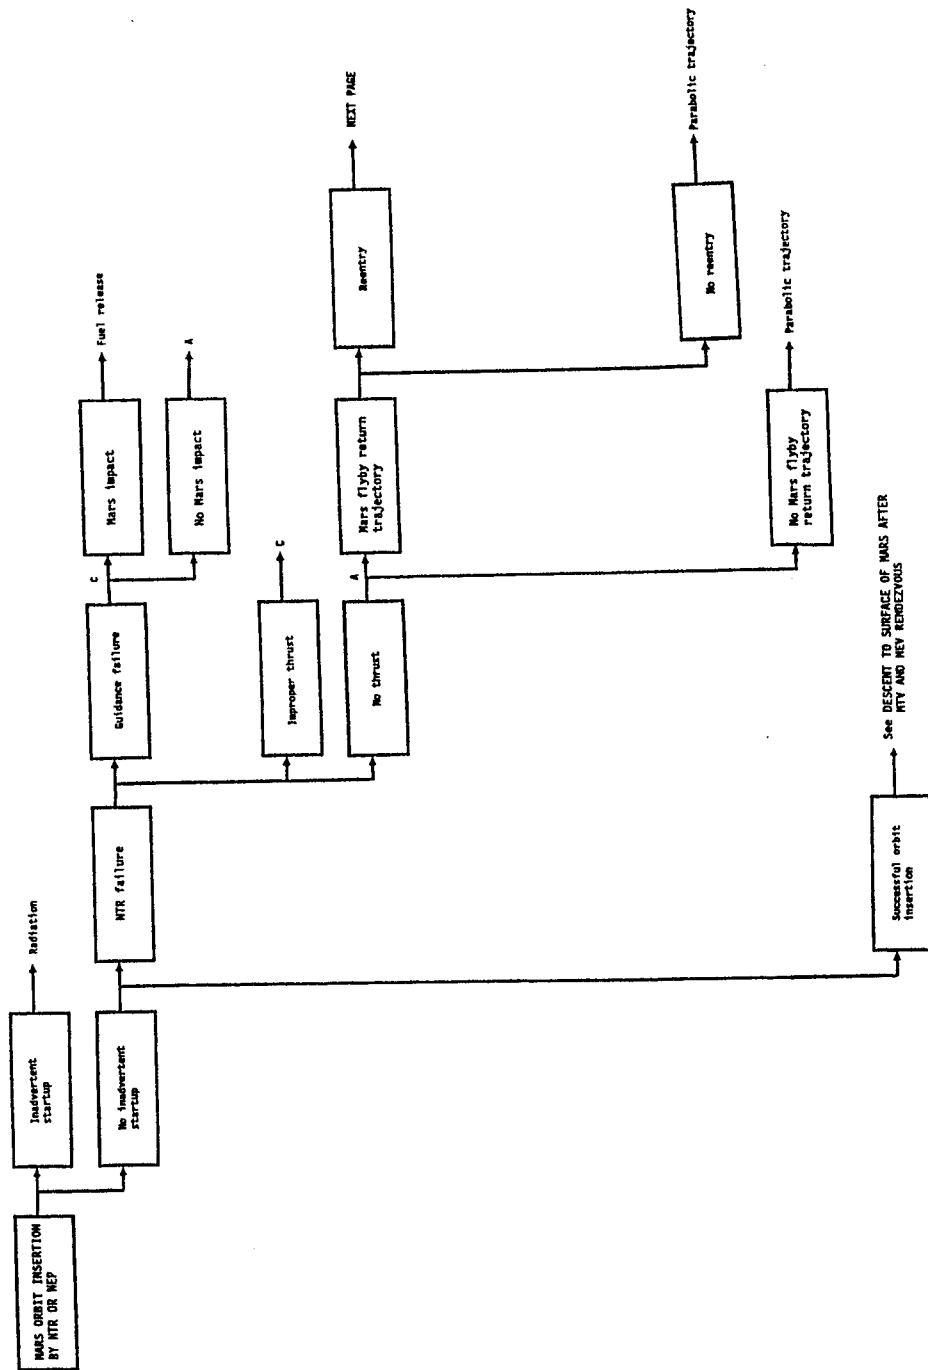 MARS ORBIT INSERTION
BY NTR OR NEP
Inadvertent
startup
Radiation
No inadvertent
startup
NTR failure
Guidance failure
C
Mars impact
Fuel release
No Mars impact
A
Improper thrust
C
No thrust
A
Mars flyby return
trajectory
Reentry
NEXT PAGE
No reentry
Parabolic trajectory
No Mars flyby
return trajectory
Parabolic trajectory
Successful orbit
insertion
See DESCENT TO SURFACE OF MARS AFTER
MTV AND MEV RENDEZVOUS